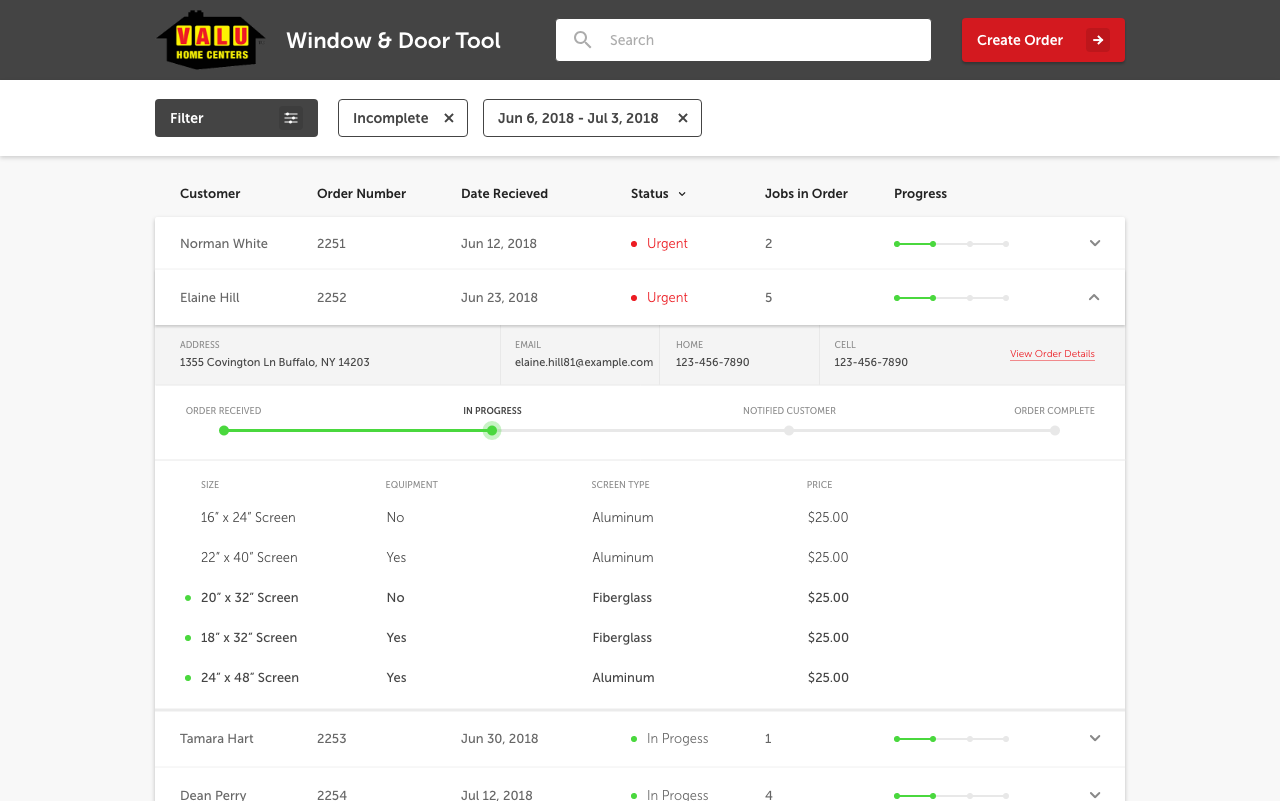 VALU
HOME CENTERS
Window & Door Tool
Search
Create Order
Filter
Incomplete
Jun 6, 2018 - Jul 3, 2018
Customer Order Number Date Recieved Status Jobs in Order Progress
Norman White 2251 Jun 12, 2018 Urgent 2
Elaine Hill 2252 Jun 23, 2018 Urgent 5
ADDRESS EMAIL HOME CELL
1355 Covington Ln Buffalo, NY 14203 elaine.hill81@example.com 123-456-7890 123-456-7890 View Order Details
ORDER RECEIVED IN PROGRESS NOTIFIED CUSTOMER ORDER COMPLETE
SIZE EQUIPMENT SCREEN TYPE PRICE
16” x 24” Screen No Aluminum $25.00
22” x 40” Screen Yes Aluminum $25.00
20” x 32” Screen No Fiberglass $25.00
18” x 32” Screen Yes Fiberglass $25.00
24” x 48” Screen Yes Aluminum $25.00
Tamara Hart 2253 Jun 30, 2018 In Progess 1
Dean Perry 2254 Jul 12, 2018 In Progess 4